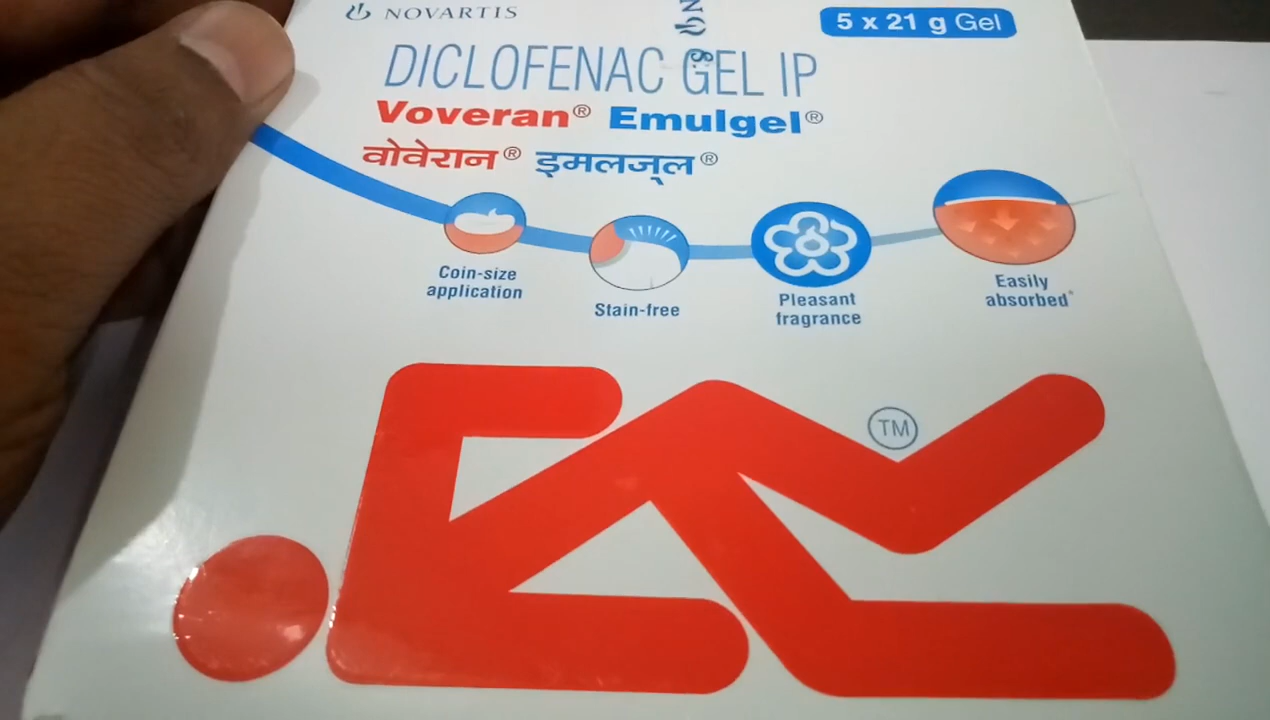 NOVARTIS
5 x 21 g Gel
DICLOFENAC GEL IP
Voveran® Emulgel®
वोवेरान® इमलज्ल®
Coin-size
application
Stain-free
Pleasant
fragrance
Easily
absorbed*
TM